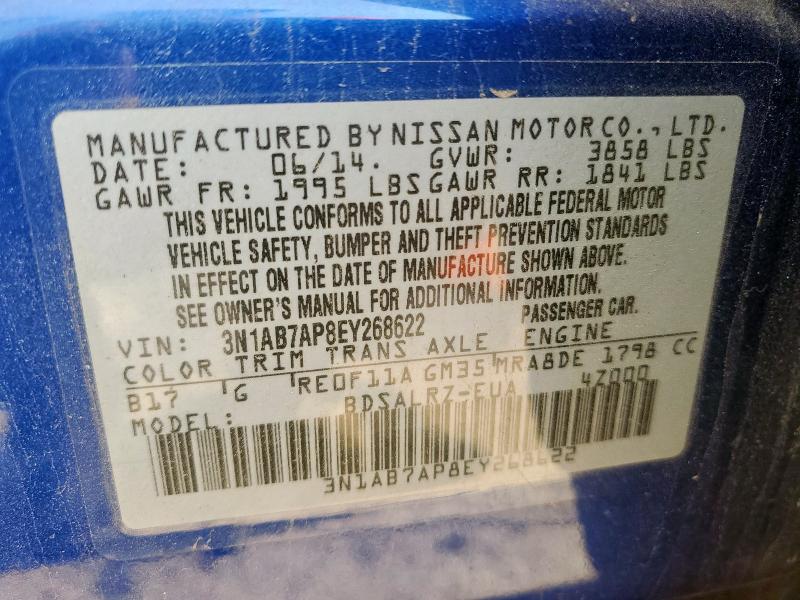 MANUFACTURED BY NISSAN MOTOR CO., LTD.
DATE: 06/14. GVWR: 3858 LBS
GAWR FR: 1995 LBS GAWR RR: 1841 LBS
THIS VEHICLE CONFORMS TO ALL APPLICABLE FEDERAL MOTOR
VEHICLE SAFETY, BUMPER AND THEFT PREVENTION STANDARDS
IN EFFECT ON THE DATE OF MANUFACTURE SHOWN ABOVE.
SEE OWNER'S MANUAL FOR ADDITIONAL INFORMATION.
VIN: 3N1AB7AP8EY268622 PASSENGER CAR.
COLOR TRIM TRANS AXLE ENGINE
B17 G RE0F11A GM35 MRA8DE 1798 CC
MODEL: BDSALRZ-EUA 4Z000
3N1AB7AP8EY268622